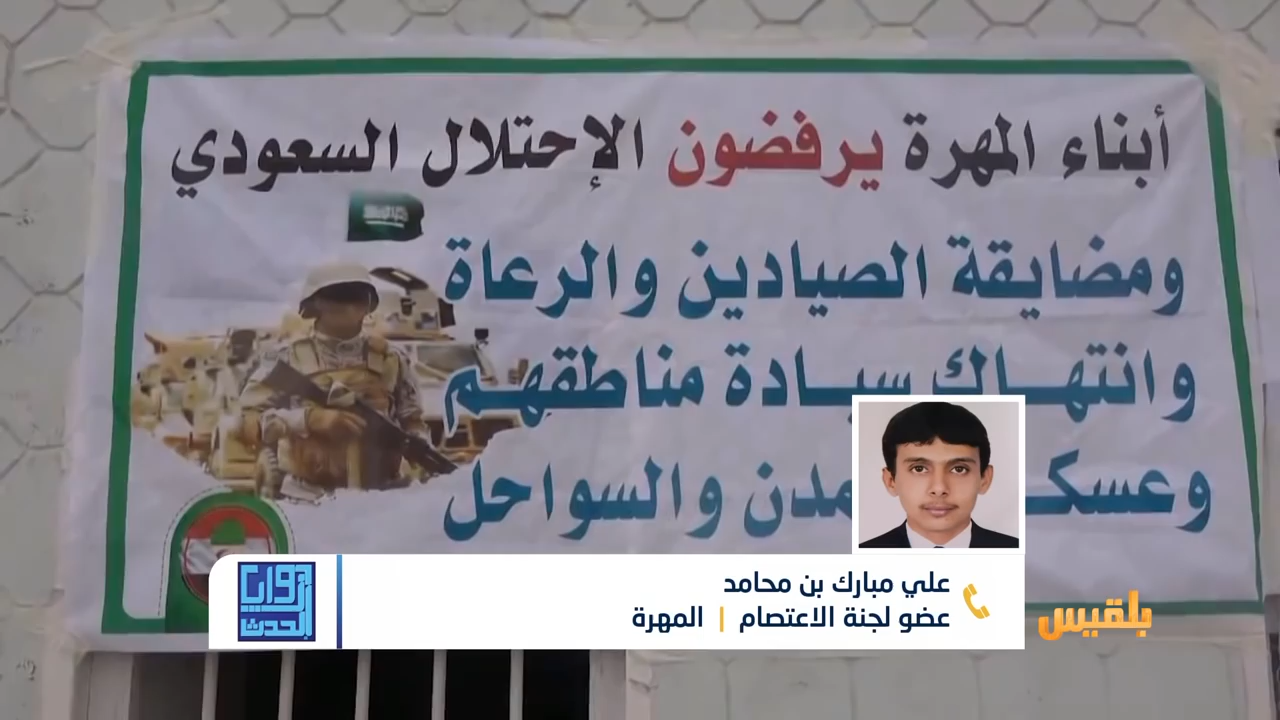 أبناء المهرة يرفضون الإحتلال السعودي
ومضايقة الصيادين والرعاة
وانتهاك سيادة مناطقهم
والسواحل
علي مبارك بن محامد
عضو لجنة الاعتصام | المهرة
زوايا الحدث
بلقيس